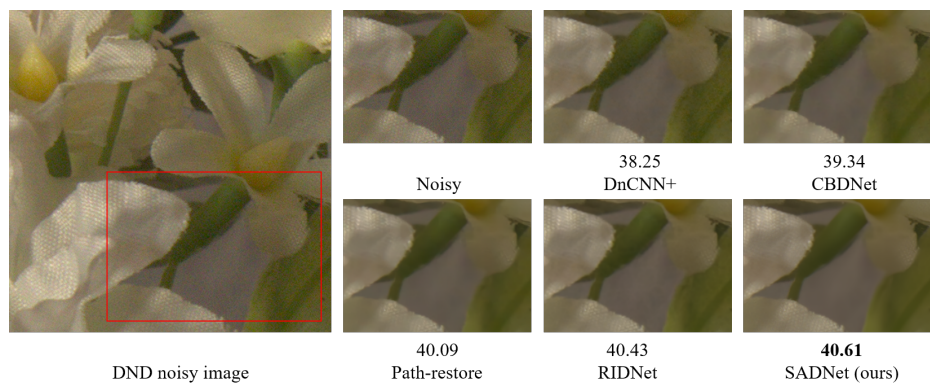 38.25
39.34
Noisy
DnCNN+
CBDNet
40.09
40.43
40.61
DND noisy image
Path-restore
RIDNet
SADNet (ours)